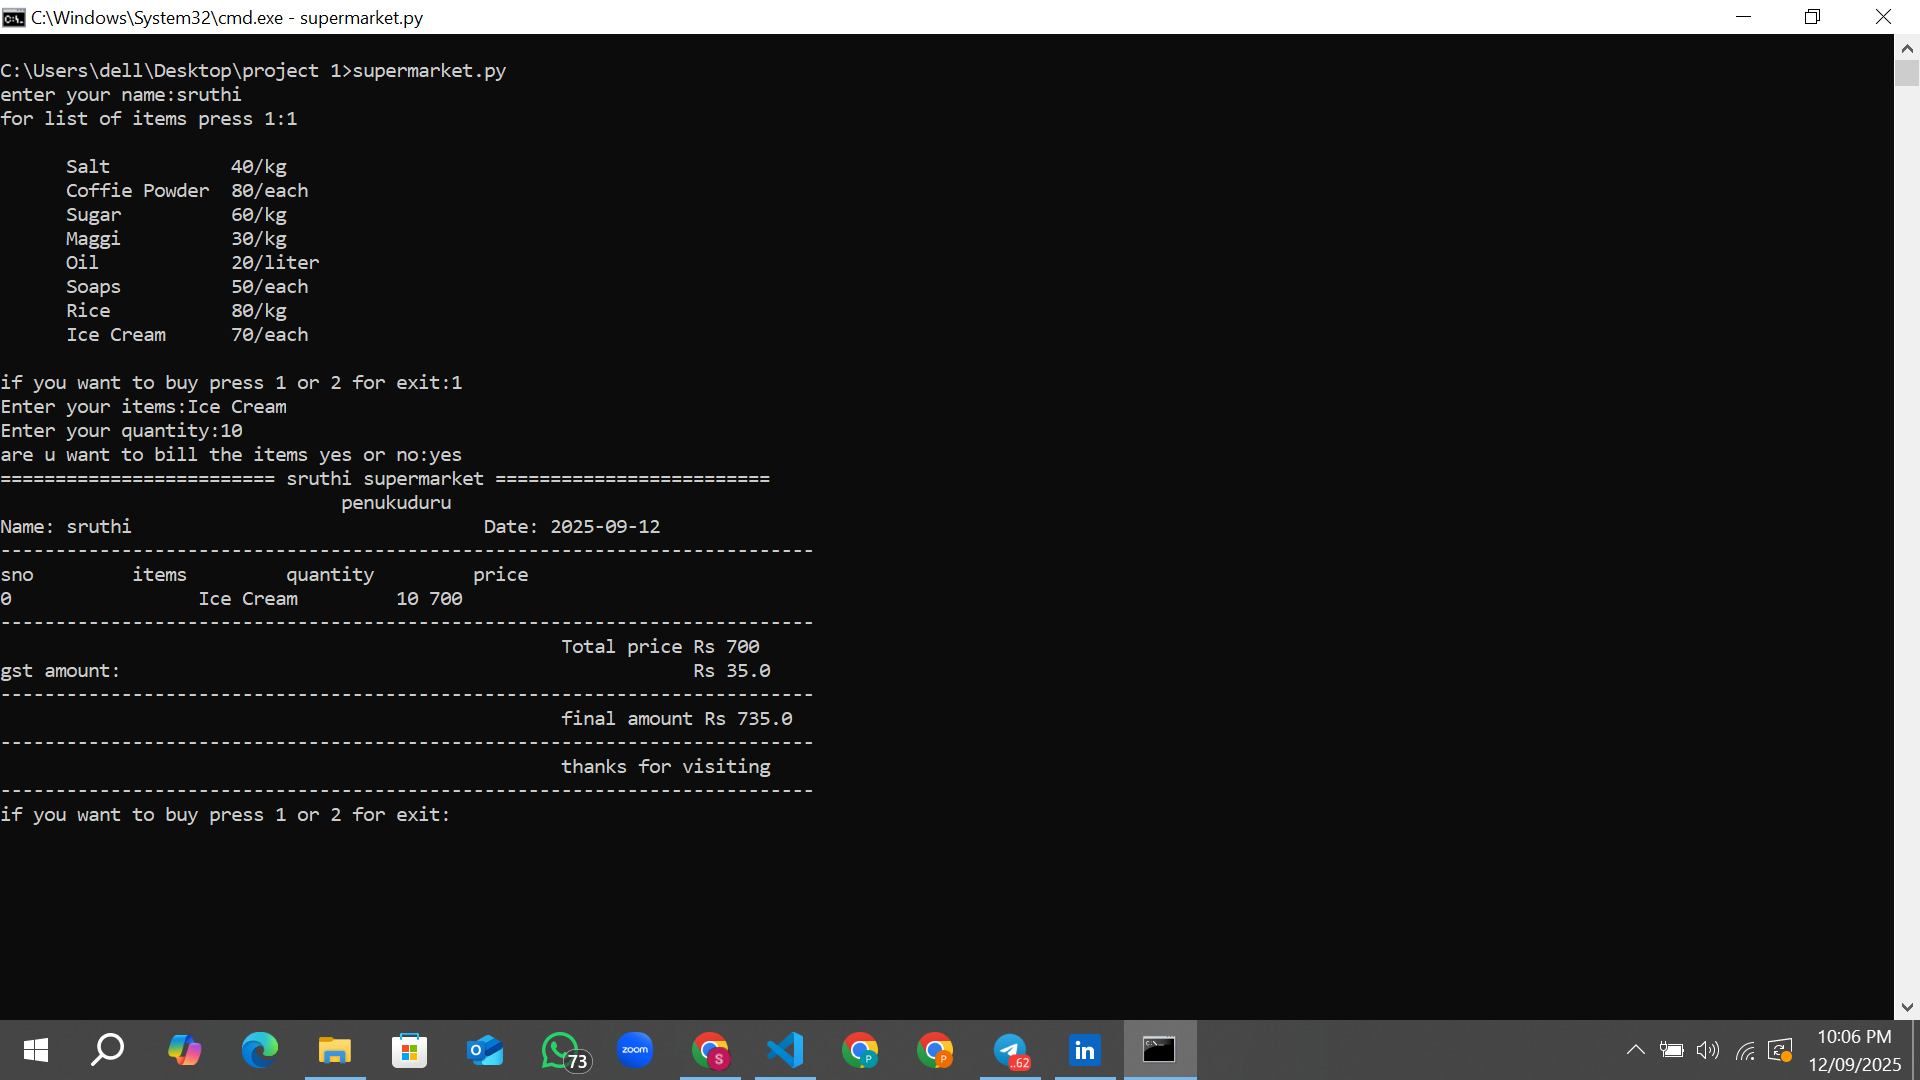 C:\Windows\System32\cmd.exe - supermarket.py
C:\Users\dell\Desktop\project 1>supermarket.py
enter your name:sruthi
for list of items press 1:1
Salt 40/kg
Coffie Powder 80/each
Sugar 60/kg
Maggi 30/kg
Oil 20/liter
Soaps 50/each
Rice 80/kg
Ice Cream 70/each
if you want to buy press 1 or 2 for exit:1
Enter your items:Ice Cream
Enter your quantity:10
are u want to bill the items yes or no:yes
========================= sruthi supermarket =========================
penukuduru
Name: sruthi Date: 2025-09-12
--------------------------------------------------------------------------
sno items quantity price
0 Ice Cream 10 700
--------------------------------------------------------------------------
Total price Rs 700
gst amount: Rs 35.0
--------------------------------------------------------------------------
final amount Rs 735.0
--------------------------------------------------------------------------
thanks for visiting
--------------------------------------------------------------------------
if you want to buy press 1 or 2 for exit:
73
zoom
S
P
P
..62
in
10:06 PM
12/09/2025